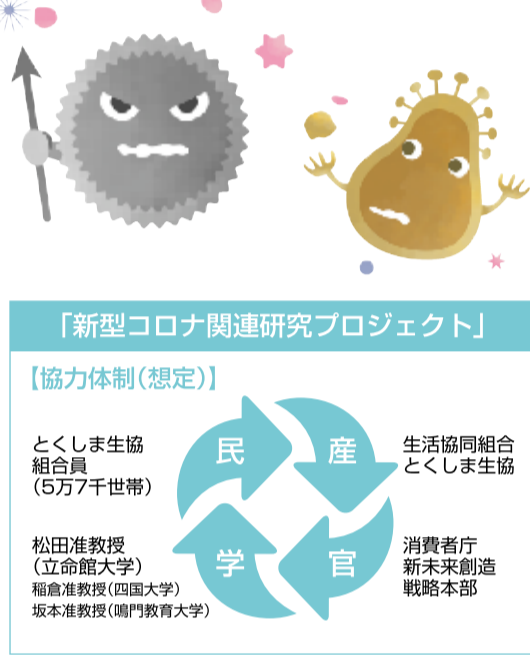 「新型コロナ関連研究プロジェクト」
【協力体制(想定)】
民
産
学
官
とくしま生協
組合員
(5万7千世帯)
生活協同組合
とくしま生協
松田准教授
(立命館大学)
稲倉准教授(四国大学)
坂本准教授(鳴門教育大学)
消費者庁
新未来創造
戦略本部